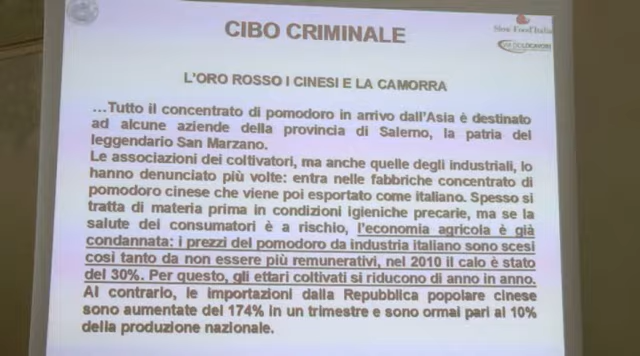 CIBO CRIMINALE
Slow Food Italia
L'ORO ROSSO I CINESI E LA CAMORRA
...Tutto il concentrato di pomodoro in arrivo dall'Asia è destinato
ad alcune aziende della provincia di Salerno, la patria del
leggendario San Marzano.
Le associazioni dei coltivatori, ma anche quelle degli industriali, lo
hanno denunciato più volte: entra nelle fabbriche concentrato di
pomodoro cinese che viene poi esportato come italiano. Spesso si
tratta di materia prima in condizioni igieniche precarie, ma se la
salute dei consumatori è a rischio, l'economia agricola è già
condannata: i prezzi del pomodoro da industria italiano sono scesi
così tanto da non essere più remunerativi, nel 2010 il calo è stato
del 30%. Per questo, gli ettari coltivati si riducono di anno in anno.
Al contrario, le importazioni dalla Repubblica popolare cinese
sono aumentate del 174% in un trimestre e sono ormai pari al 10%
della produzione nazionale.